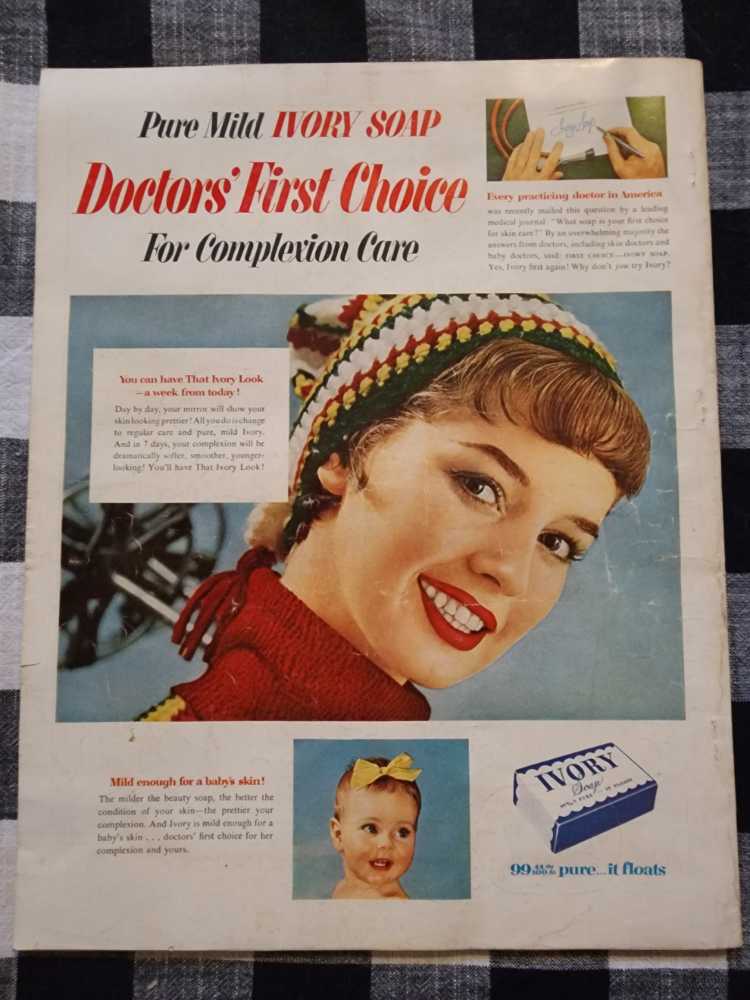 Pure Mild IVORY SOAP
Doctors' First Choice
For Complexion Care
Ivory Soap
Every practicing doctor in America
was recently mailed this question by a leading
medical journal: "What soap is your first choice
for skin care?" By an overwhelming majority the
answers from doctors, including skin doctors and
baby doctors, said: FIRST CHOICE—IVORY SOAP.
Yes, Ivory first again! Why don't you try Ivory?
You can have That Ivory Look
—a week from today!
Day by day, your mirror will show your
skin looking prettier! All you do is change
to regular care and pure, mild Ivory.
And in 7 days, your complexion will be
dramatically softer, smoother, younger-
looking! You'll have That Ivory Look!
Mild enough for a baby's skin!
The milder the beauty soap, the better the
condition of your skin—the prettier your
complexion. And Ivory is mild enough for a
baby's skin . . . doctors' first choice for her
complexion and yours.
IVORY
Soap
IT FLOATS
99 44/100 % pure...it floats